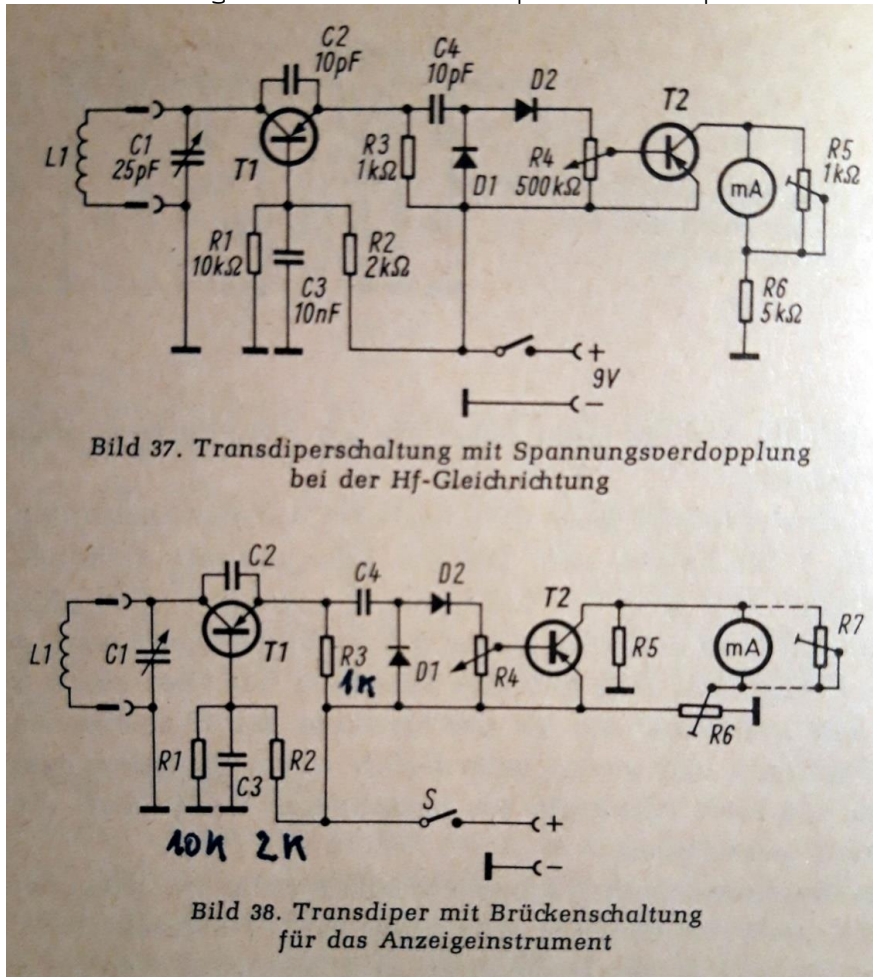 C2
10pF
C4
10pF
D2
T2
L1
C1
25pF
T1
R3
1kΩ
D1
R4
500kΩ
mA
R5
1kΩ
R1
10kΩ
C3
10nF
R2
2kΩ
R6
5kΩ
+
9V
−
Bild 37. Transdiperschaltung mit Spannungsverdopplung
bei der Hf-Gleichrichtung
C2
C4
D2
T2
L1
C1
T1
R3
1K
D1
R4
R5
mA
R7
R6
R1
C3
R2
S
+
10K 2K
−
Bild 38. Transdiper mit Brückenschaltung
für das Anzeigeinstrument